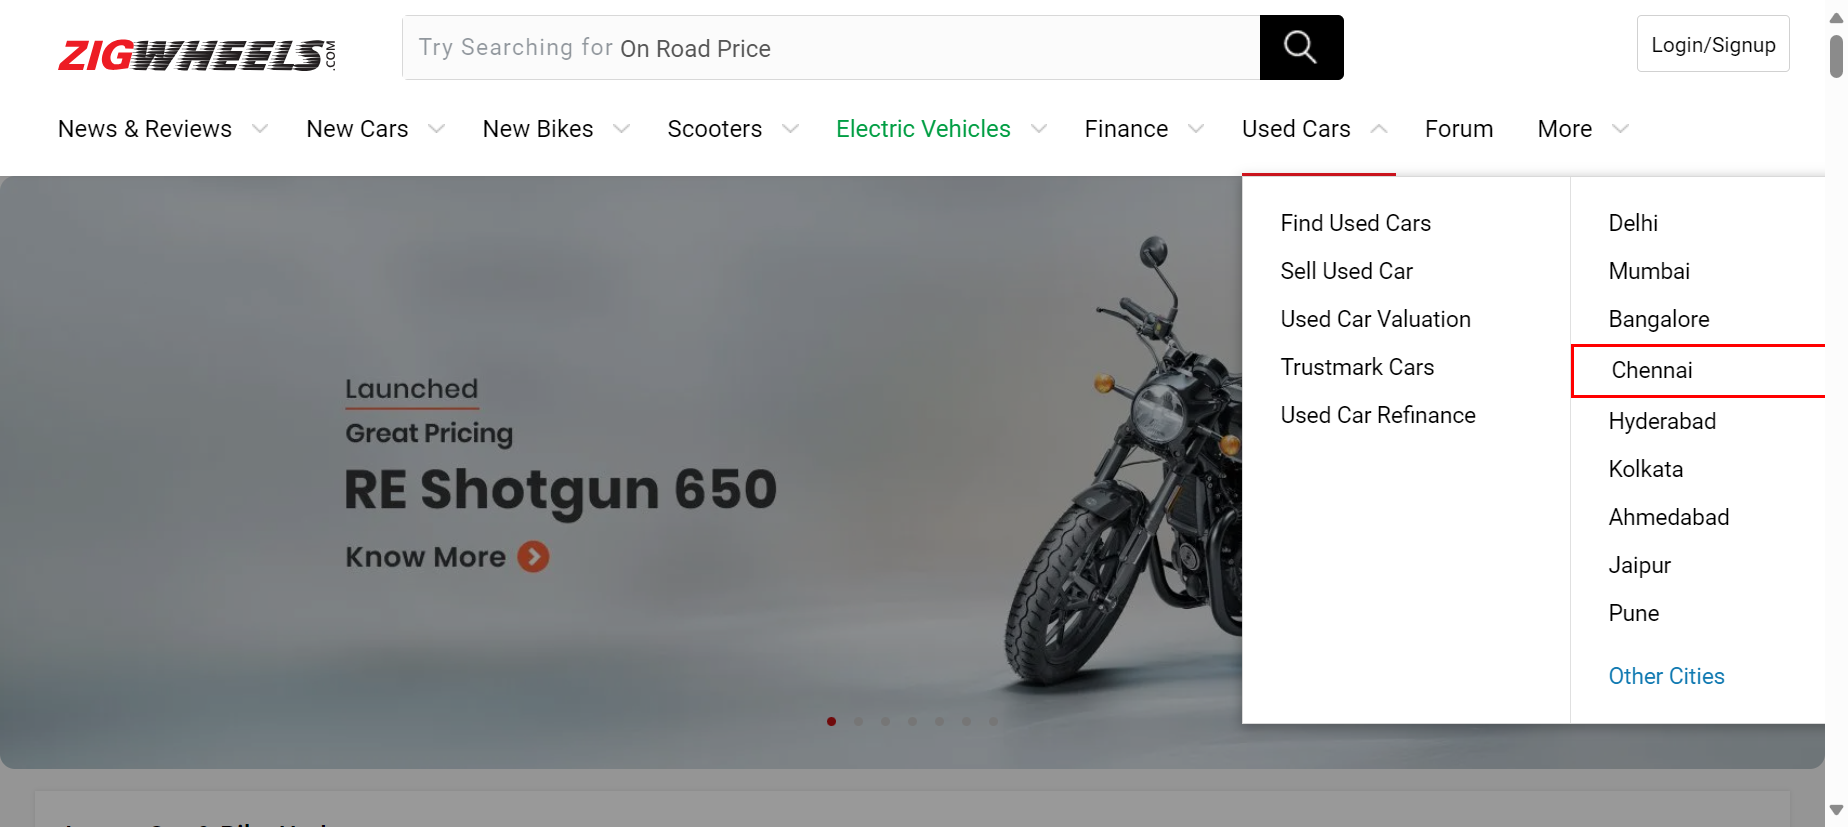 ZIGWHEELS.COM
Try Searching for On Road Price
Login/Signup
News & Reviews
New Cars
New Bikes
Scooters
Electric Vehicles
Finance
Used Cars
Forum
More
Launched
Great Pricing
RE Shotgun 650
Know More
Find Used Cars
Sell Used Car
Used Car Valuation
Trustmark Cars
Used Car Refinance
Delhi
Mumbai
Bangalore
Chennai
Hyderabad
Kolkata
Ahmedabad
Jaipur
Pune
Other Cities